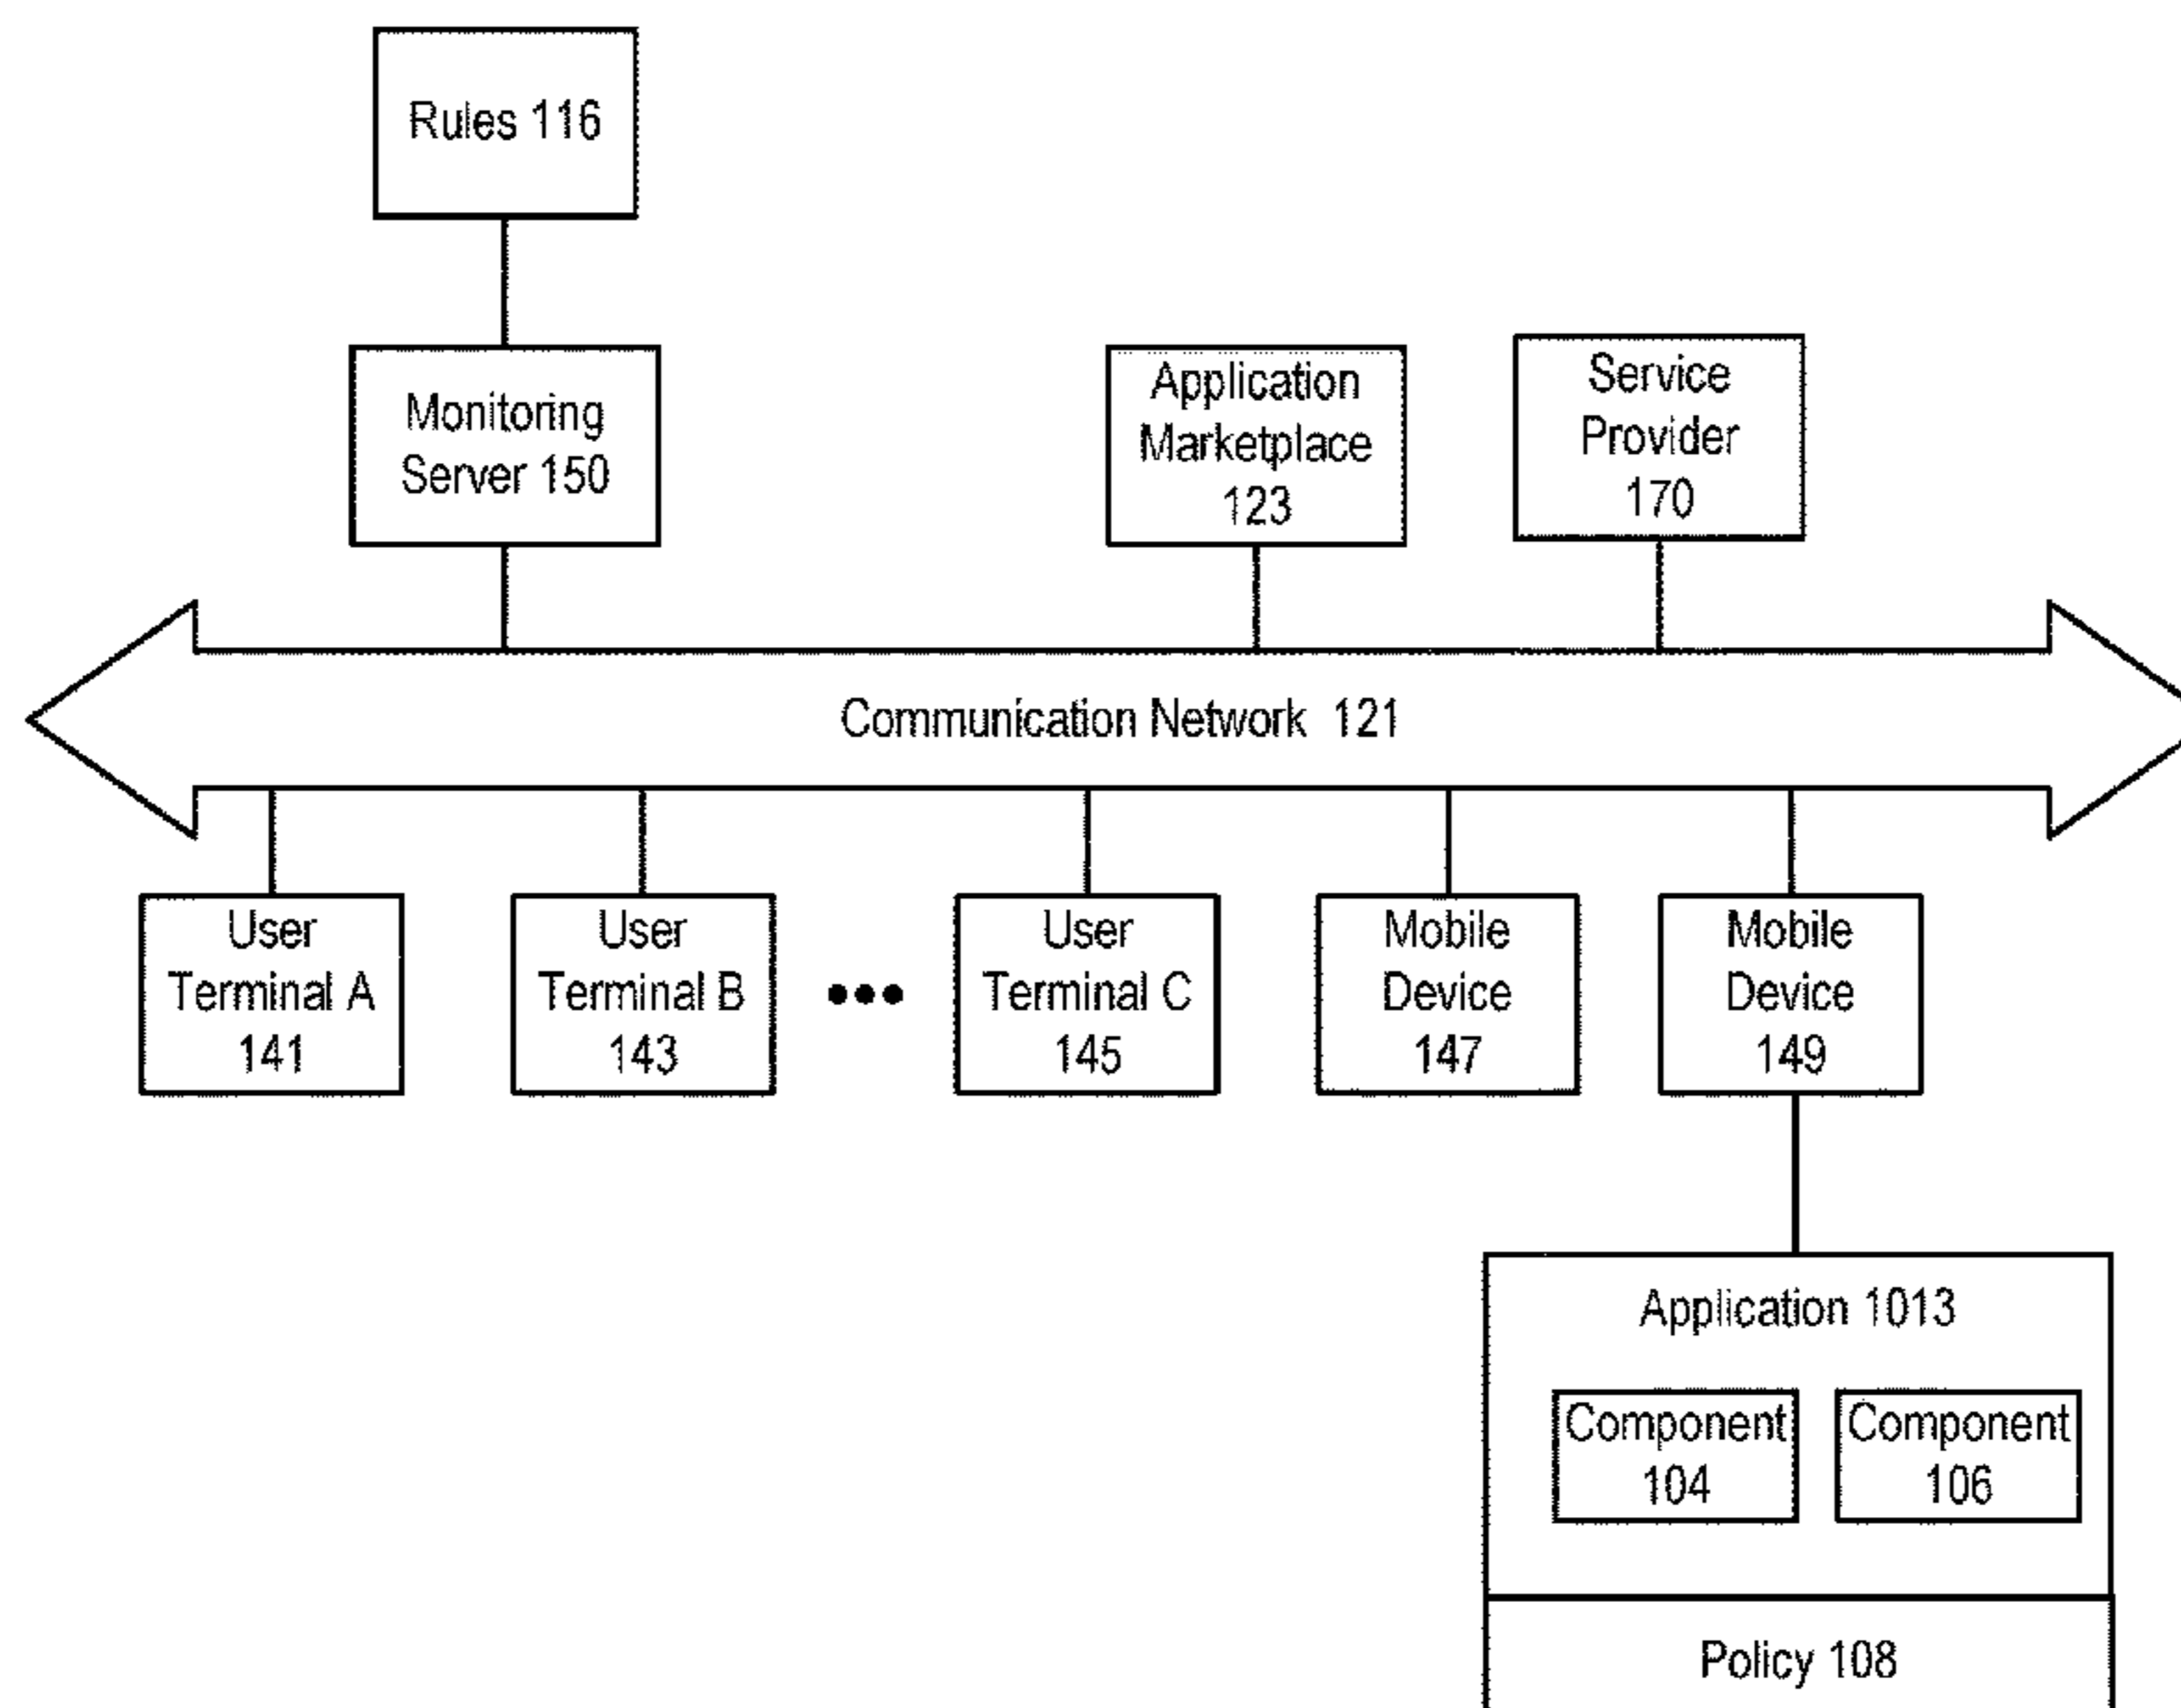 Rules 116
Monitoring
Server 150
Application
Marketplace
123
Service
Provider
170
Communication Network 121
User
Terminal A
141
User
Terminal B
143
•••
User
Terminal C
145
Mobile
Device
147
Mobile
Device
149
Application 1013
Component
104
Component
106
Policy 108